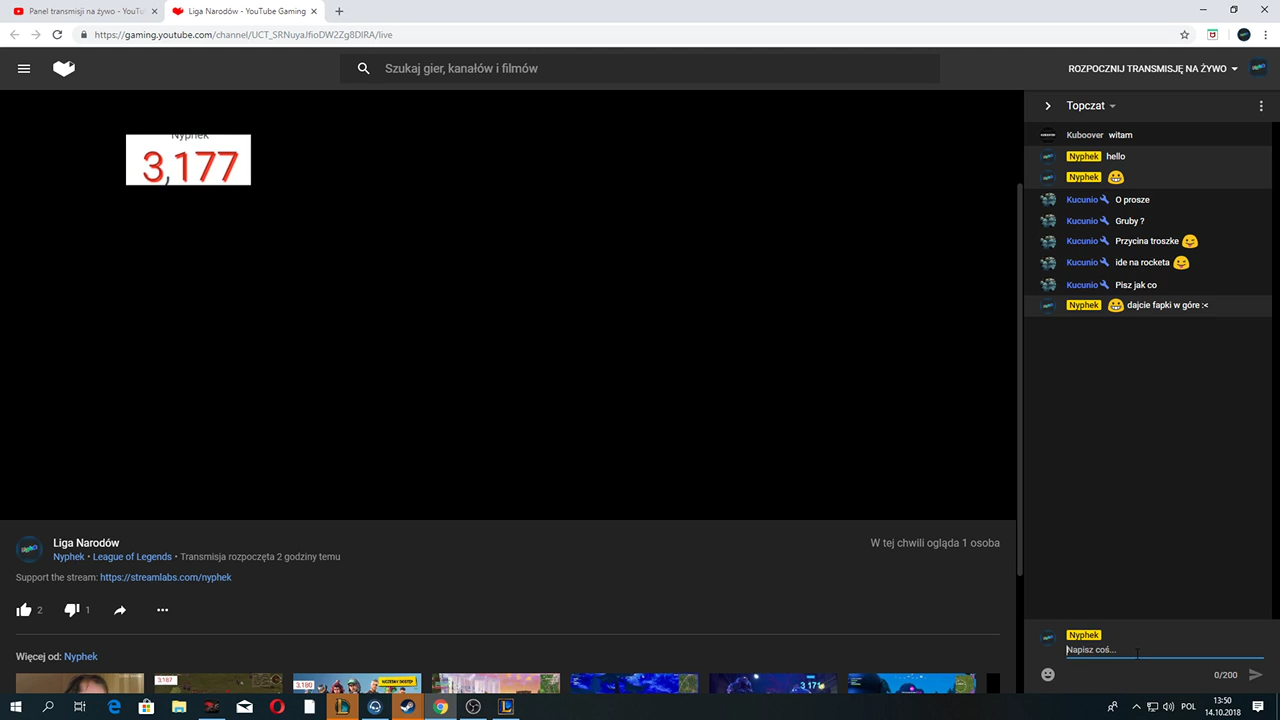 Panel transmisji na żywo - YouTu
Liga Narodów - YouTube Gaming
https://gaming.youtube.com/channel/UCT_SRNuyaJfioDW2Zg8DIRA/live
Szukaj gier, kanałów i filmów
ROZPOCZNIJ TRANSMISJĘ NA ŻYWO
Nyphek
3,177
Topczat
Kuboover witam
Nyphek hello
Nyphek 😀
Kucunio O prosze
Kucunio Gruby ?
Kucunio Przycina troszke 😜
Kucunio ide na rocketa 😜
Kucunio Pisz jak co
Nyphek 😀 dajcie fapki w góre :<
Liga Narodów
Nyphek • League of Legends • Transmisja rozpoczęta 2 godziny temu
W tej chwili ogląda 1 osoba
Support the stream: https://streamlabs.com/nyphek
2
1
Więcej od: Nyphek
Nyphek
Napisz coś...
0/200
POL
13:50
14.10.2018